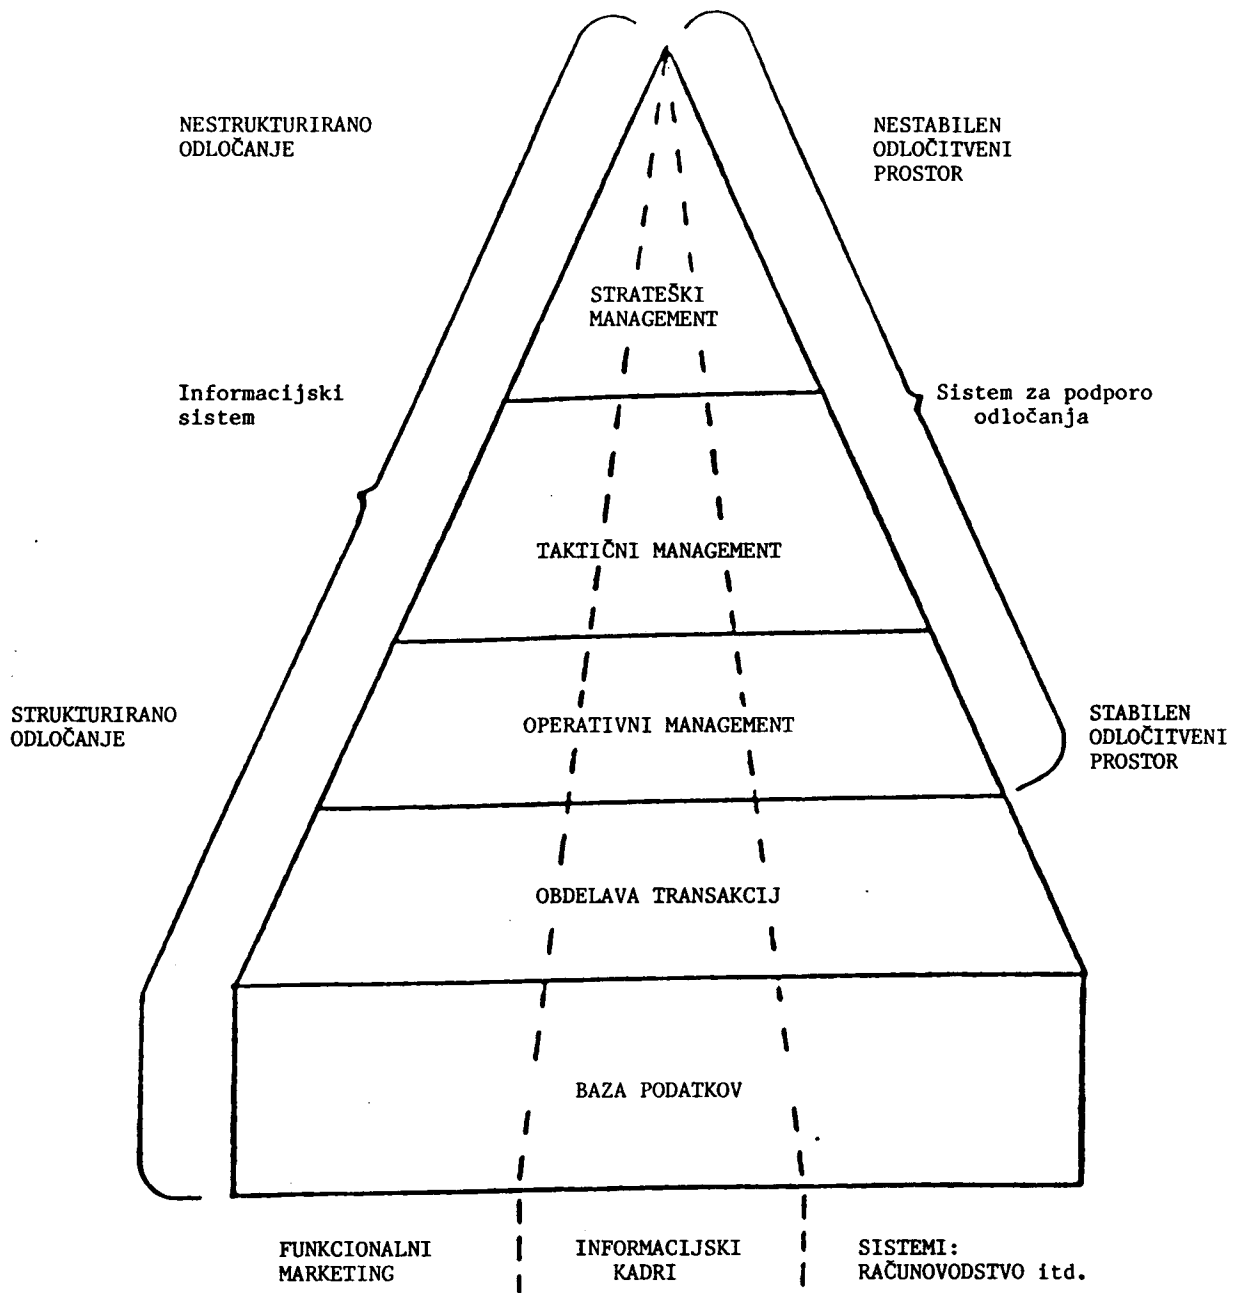 NESTRUKTURIRANO
ODLOČANJE
NESTABILEN
ODLOČITVENI
PROSTOR
STRATEŠKI
MANAGEMENT
Informacijski
sistem
Sistem za podporo
odločanja
TAKTIČNI MANAGEMENT
STRUKTURIRANO
ODLOČANJE
OPERATIVNI MANAGEMENT
STABILEN
ODLOČITVENI
PROSTOR
OBDELAVA TRANSAKCIJ
BAZA PODATKOV
FUNKCIONALNI
MARKETING
INFORMACIJSKI
KADRI
SISTEMI:
RAČUNOVODSTVO itd.